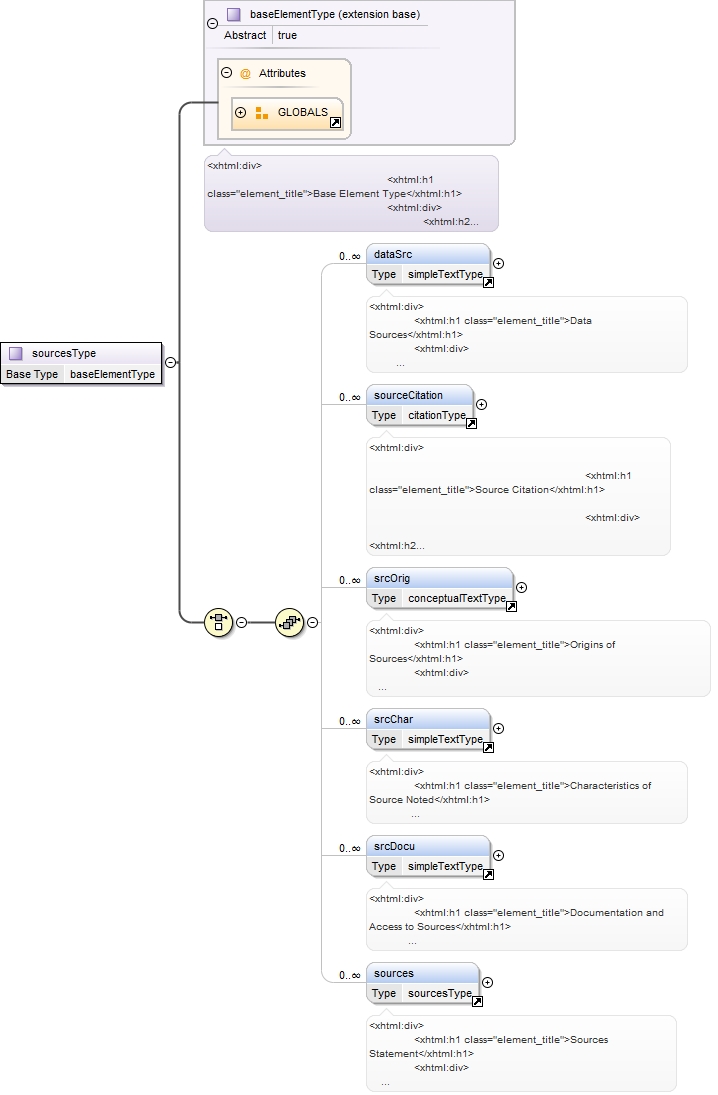 baseElementType (extension base)
Abstract true
@ Attributes
GLOBALS
<xhtml:div>
<xhtml:h1
class="element_title">Base Element Type</xhtml:h1>
<xhtml:div>
<xhtml:h2...
sourcesType
Base Type baseElementType
0..∞
dataSrc
Type simpleTextType
<xhtml:div>
<xhtml:h1 class="element_title">Data
Sources</xhtml:h1>
<xhtml:div>
...
0..∞
sourceCitation
Type citationType
<xhtml:div>
<xhtml:h1
class="element_title">Source Citation</xhtml:h1>
<xhtml:div>
<xhtml:h2...
0..∞
srcOrig
Type conceptualTextType
<xhtml:div>
<xhtml:h1 class="element_title">Origins of
Sources</xhtml:h1>
<xhtml:div>
...
0..∞
srcChar
Type simpleTextType
<xhtml:div>
<xhtml:h1 class="element_title">Characteristics of
Source Noted</xhtml:h1>
...
0..∞
srcDocu
Type simpleTextType
<xhtml:div>
<xhtml:h1 class="element_title">Documentation and
Access to Sources</xhtml:h1>
...
0..∞
sources
Type sourcesType
<xhtml:div>
<xhtml:h1 class="element_title">Sources
Statement</xhtml:h1>
<xhtml:div>
...